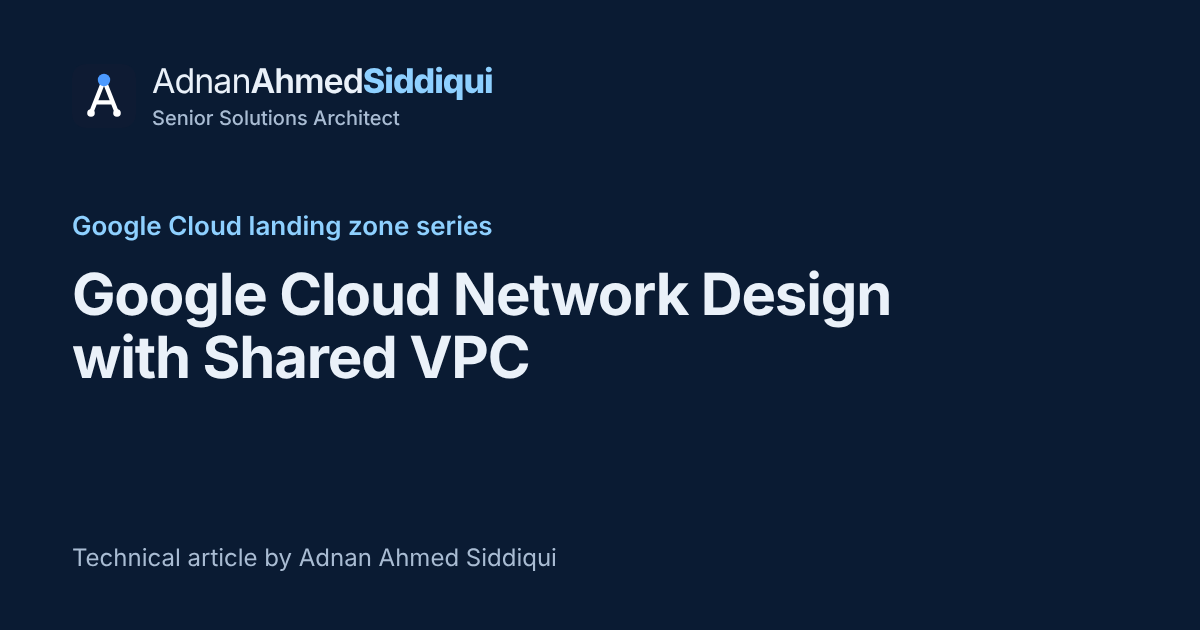 AdnanAhmedSiddiqui
Senior Solutions Architect
Google Cloud landing zone series
Google Cloud Network Design
with Shared VPC
Technical article by Adnan Ahmed Siddiqui